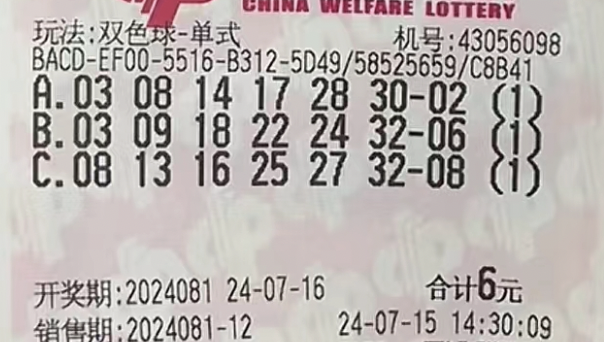 CHINA WELFARE LOTTERY
玩法:双色球-单式 机号:43056098
BACD-EF00-5516-B312-5D49/58525659/C8B41
A.03 08 14 17 28 30-02 (1)
B.03 09 18 22 24 32-06 (1)
C.08 13 16 25 27 32-08 (1)
开奖期:2024081 24-07-16 合计6元
销售期:2024081-12 24-07-15 14:30:09